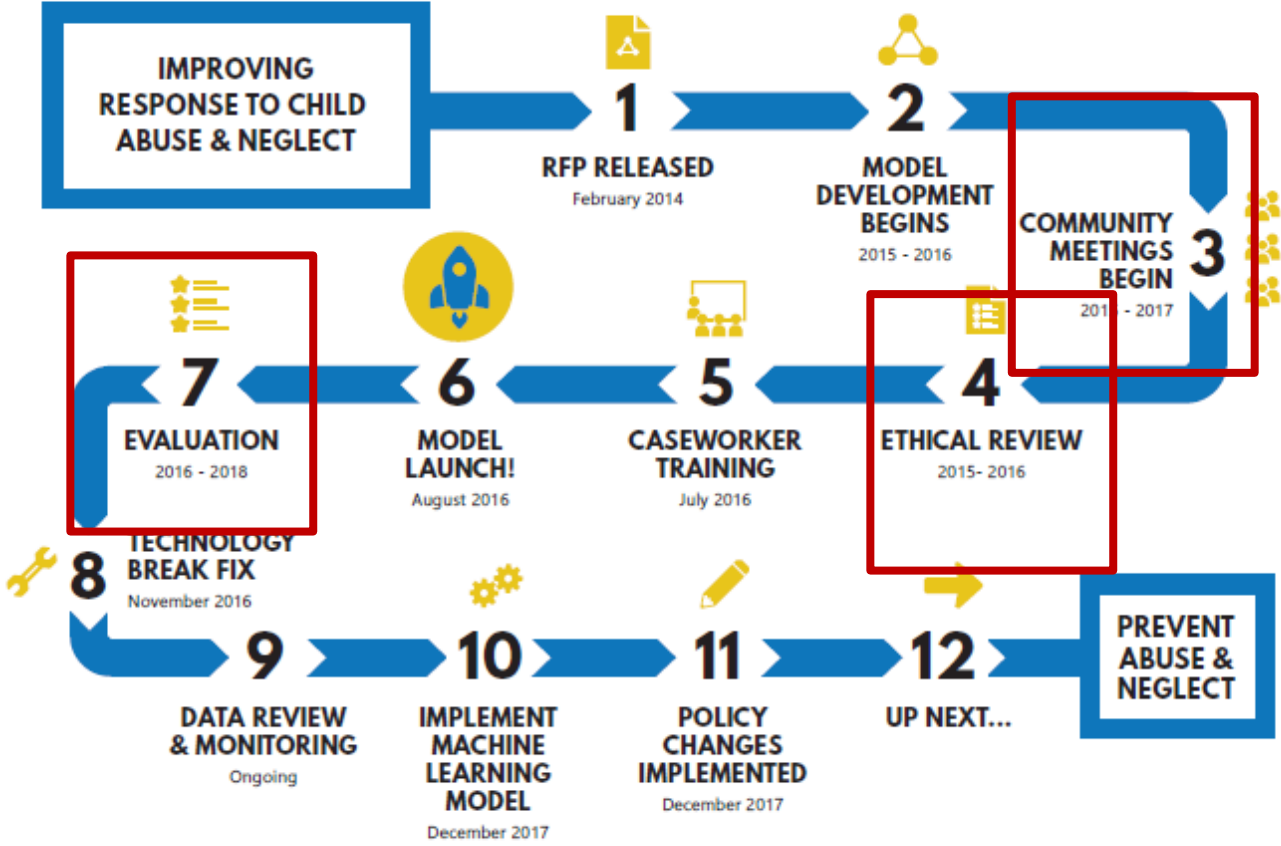 IMPROVING
RESPONSE TO CHILD
ABUSE & NEGLECT
1
RFP RELEASED
February 2014
2
MODEL
DEVELOPMENT
BEGINS
2015 - 2016
COMMUNITY
MEETINGS
BEGIN
- 2017
3
4
ETHICAL REVIEW
2015- 2016
5
CASEWORKER
TRAINING
July 2016
6
MODEL
LAUNCH!
August 2016
7
EVALUATION
2016 - 2018
8
TECHNOLOGY
BREAK FIX
November 2016
9
DATA REVIEW
& MONITORING
Ongoing
10
IMPLEMENT
MACHINE
LEARNING
MODEL
December 2017
11
POLICY
CHANGES
IMPLEMENTED
December 2017
12
UP NEXT...
PREVENT
ABUSE &
NEGLECT